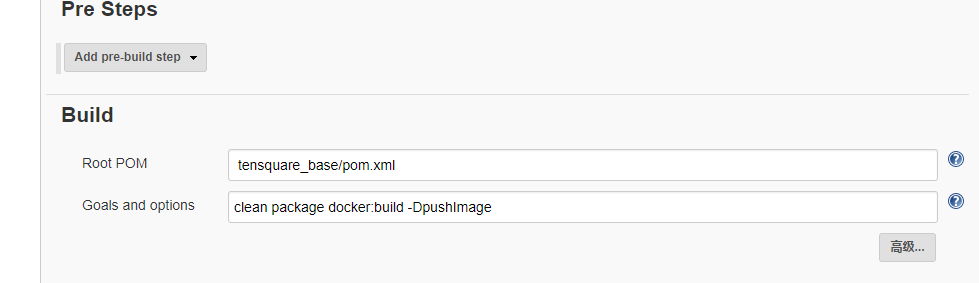 Pre Steps
Add pre-build step
Build
Root POM
tensquare_base/pom.xml
?
Goals and options
clean package docker:build -DpushImage
?
高级...